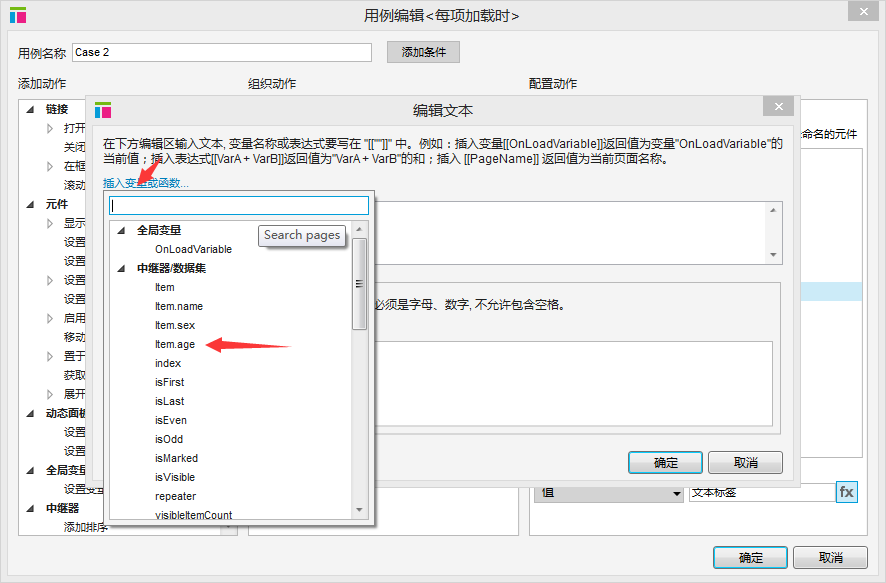 用例编辑<每项加载时>
用例名称 Case 2 添加条件
添加动作 组织动作 配置动作
链接
打开
关闭
在框
滚动
元件
显示
设置
设置
设置
设置
启用
移动
置于
获取
展开
动态面板
设置
设置
全局变量
设置变量
中继器
添加排序
命名的元件
编辑文本
在下方编辑区输入文本, 变量名称或表达式要写在 "[[""]]" 中。例如：插入变量[[OnLoadVariable]]返回值为变量"OnLoadVariable"的
当前值；插入表达式[[VarA + VarB]]返回值为"VarA + VarB"的和；插入 [[PageName]] 返回值为当前页面名称。
插入变量或函数...
全局变量
Search pages
OnLoadVariable
中继器/数据集
Item
Item.name
Item.sex
Item.age
index
isFirst
isLast
isEven
isOdd
isMarked
isVisible
repeater
visibleItemCount
必须是字母、数字, 不允许包含空格。
确定 取消
值 文本标签 fx
确定 取消